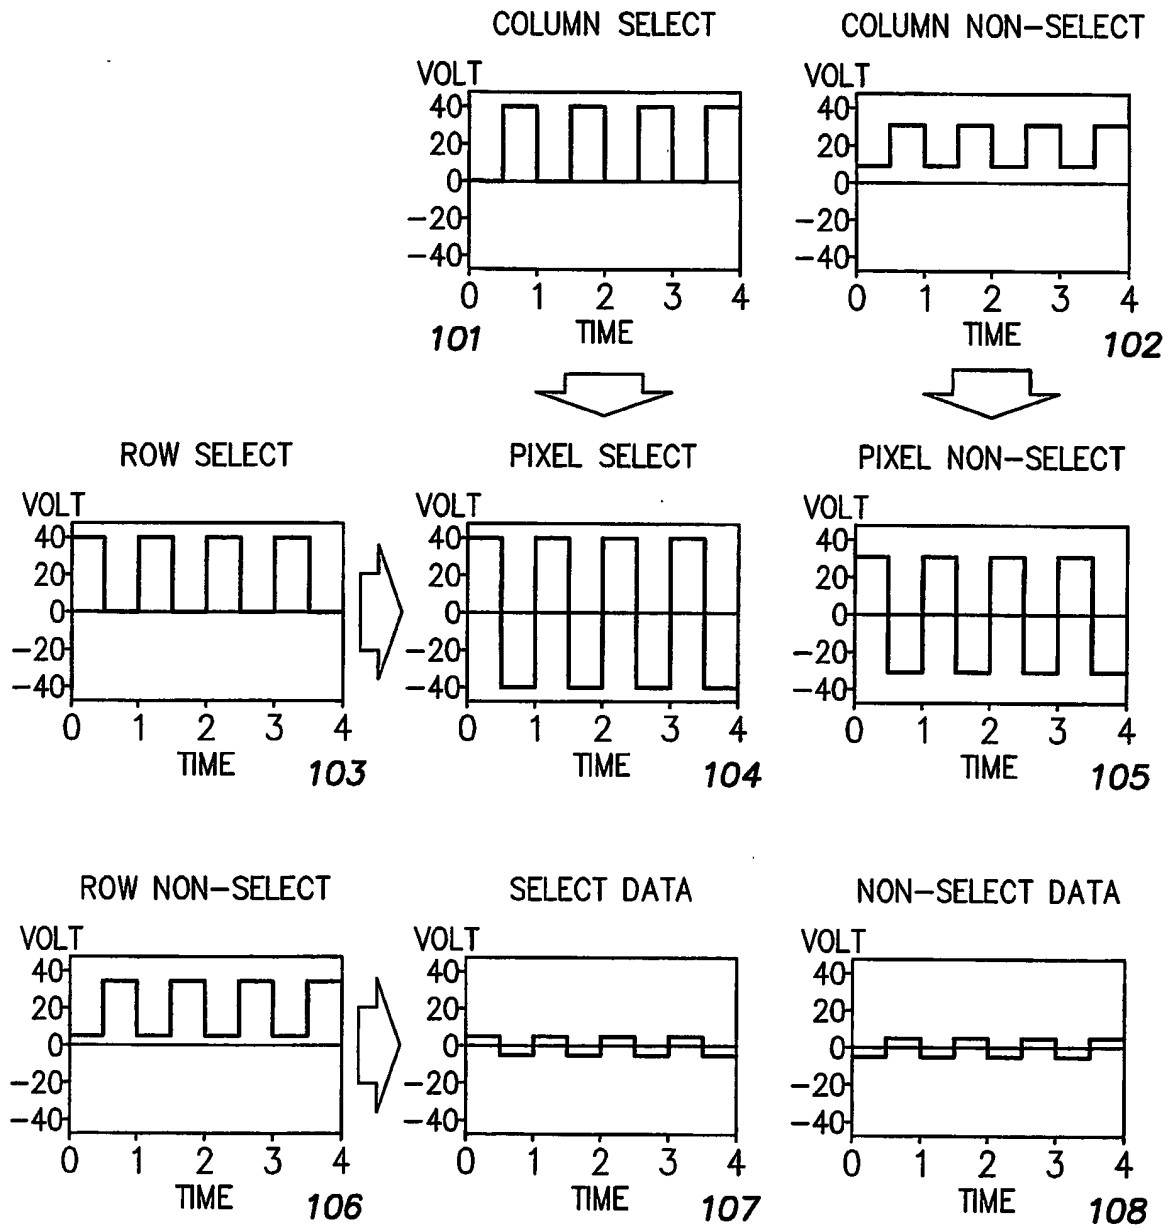 COLUMN SELECT
VOLT
40
20
0
−20
−40
0 1 2 3 4
TIME
101
COLUMN NON−SELECT
VOLT
40
20
0
−20
−40
0 1 2 3 4
TIME
102
ROW SELECT
VOLT
40
20
0
−20
−40
0 1 2 3 4
TIME
103
PIXEL SELECT
VOLT
40
20
0
−20
−40
0 1 2 3 4
TIME
104
PIXEL NON−SELECT
VOLT
40
20
0
−20
−40
0 1 2 3 4
TIME
105
ROW NON−SELECT
VOLT
40
20
0
−20
−40
0 1 2 3 4
TIME
106
SELECT DATA
VOLT
40
20
0
−20
−40
0 1 2 3 4
TIME
107
NON−SELECT DATA
VOLT
40
20
0
−20
−40
0 1 2 3 4
TIME
108